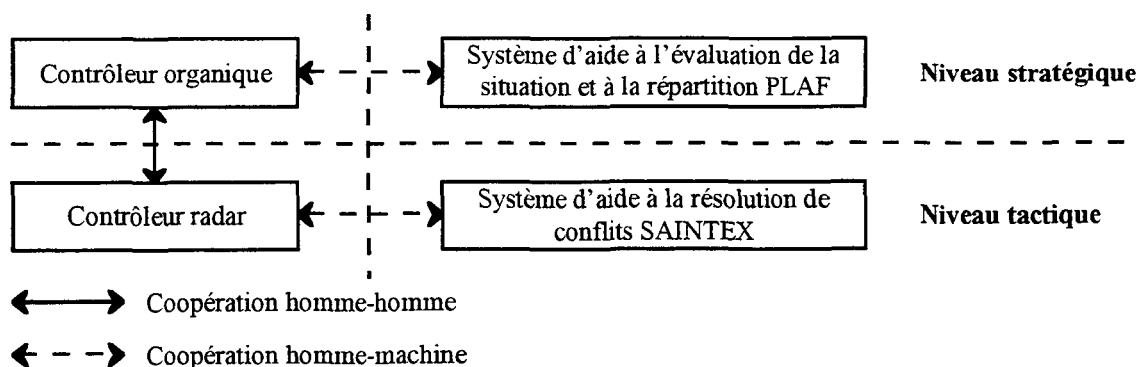 Contrôleur organique
Système d'aide à l'évaluation de la
situation et à la répartition PLAF
Niveau stratégique
Contrôleur radar
Système d'aide à la résolution de
conflits SAINTEX
Niveau tactique
Coopération homme-homme
Coopération homme-machine